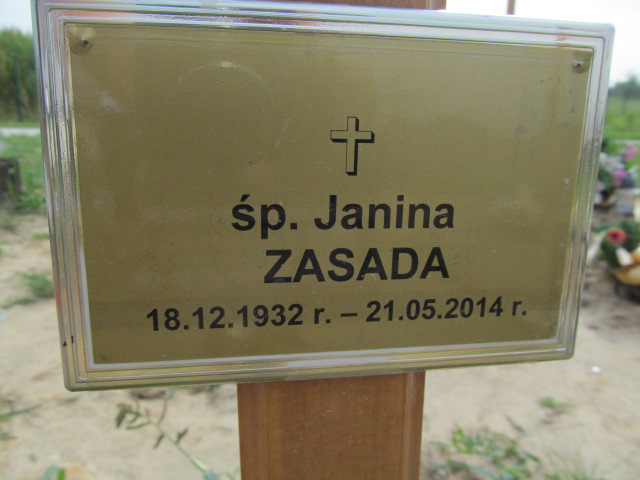 śp. Janina
ZASADA
18.12.1932 r. – 21.05.2014 r.